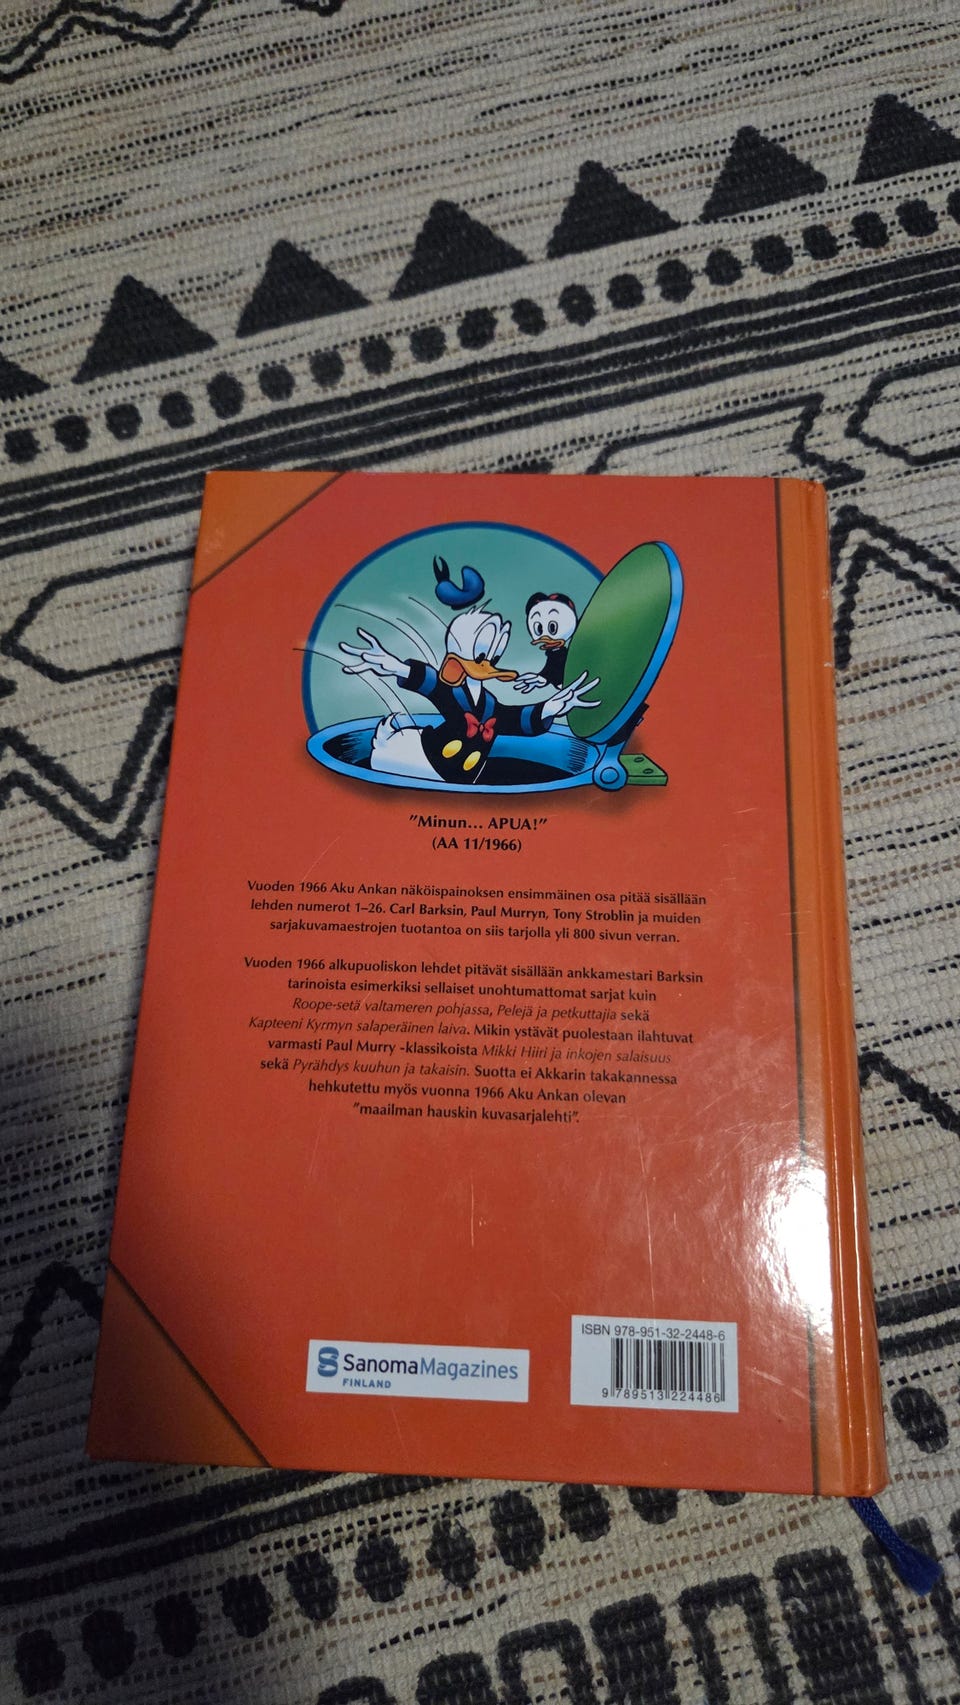 "Minun... APUA!"
(AA 11/1966)
Vuoden 1966 Aku Ankan näköispainoksen ensimmäinen osa pitää sisällään
lehden numerot 1–26. Carl Barksin, Paul Murryn, Tony Stroblin ja muiden
sarjakuvamaestrojen tuotantoa on siis tarjolla yli 800 sivun verran.
Vuoden 1966 alkupuoliskon lehdet pitävät sisällään ankkamestari Barksin
tarinoista esimerkiksi sellaiset unohtumattomat sarjat kuin
Roope-setä valtameren pohjassa, Pelejä ja petkuttajia sekä
Kapteeni Kyrmyn salaperäinen laiva. Mikin ystävät puolestaan ilahtuvat
varmasti Paul Murry -klassikoista Mikki Hiiri ja inkojen salaisuus
sekä Pyrähdys kuuhun ja takaisin. Suotta ei Akkarin takakannessa
hehkutettu myös vuonna 1966 Aku Ankan olevan
"maailman hauskin kuvasarjalehti".
SanomaMagazines
FINLAND
ISBN 978-951-32-2448-6
9 789513 224486